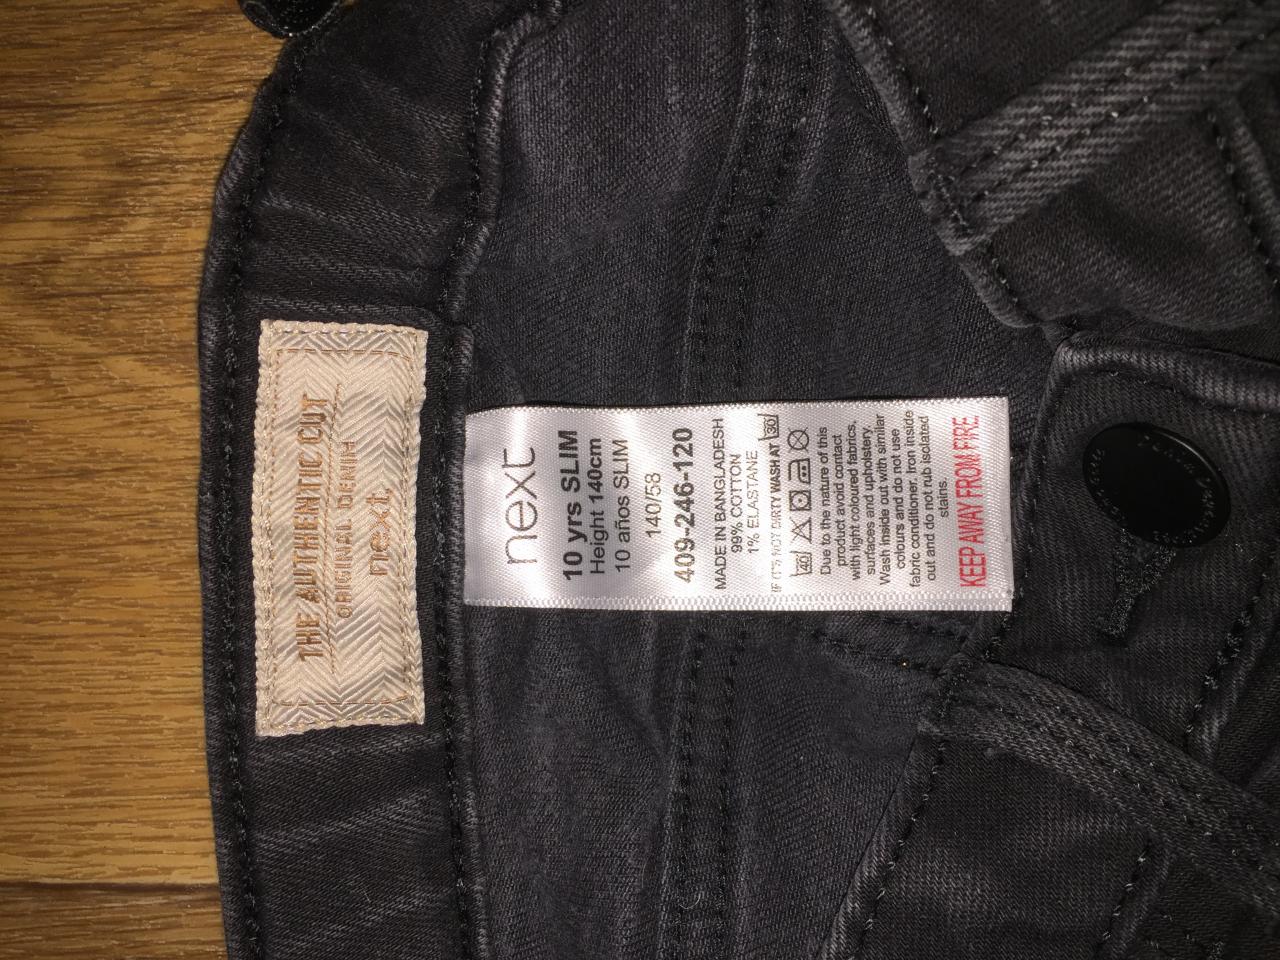 THE AUTHENTIC CUT
ORIGINAL DENIM
next.
next
10 yrs SLIM
Height 140cm
10 años SLIM
140/58
409-246-120
MADE IN BANGLADESH
99% COTTON
1% ELASTANE
IF IT'S NOT DIRTY WASH AT 30
40
Due to the nature of this
product avoid contact
with light coloured fabrics,
surfaces and upholstery.
Wash inside out with similar
colours and do not use
fabric conditioner. Iron inside
out and do not rub isolated
stains.
KEEP AWAY FROM FIRE.